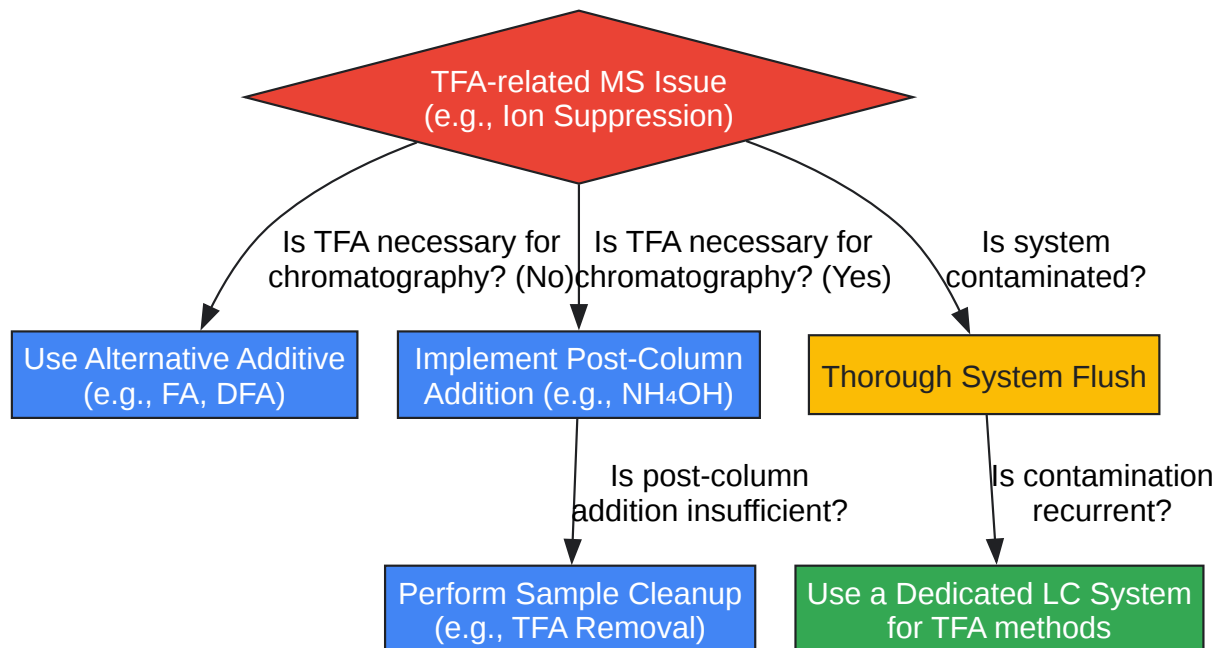 TFA-related MS Issue
(e.g., Ion Suppression)
Is TFA necessary for
chromatography? (No)
Is TFA necessary for
chromatography? (Yes)
Is system
contaminated?
Use Alternative Additive
(e.g., FA, DFA)
Implement Post-Column
Addition (e.g., NH₄OH)
Thorough System Flush
Is post-column
addition insufficient?
Is contamination
recurrent?
Perform Sample Cleanup
(e.g., TFA Removal)
Use a Dedicated LC System
for TFA methods